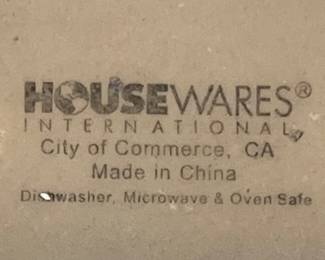 HOUSEWARES®
INTERNATIONAL
City of Commerce, CA
Made in China
Dishwasher, Microwave & Oven Safe